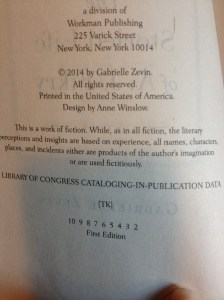 a division of
Workman Publishing
225 Varick Street
New York, New York 10014
© 2014 by Gabrielle Zevin.
All rights reserved.
Printed in the United States of America.
Design by Anne Winslow.
This is a work of fiction. While, as in all fiction, the literary
perceptions and insights are based on experience, all names, characters,
places, and incidents either are products of the author's imagination
or are used fictitiously.
LIBRARY OF CONGRESS CATALOGING-IN-PUBLICATION DATA
[TK]
10 9 8 7 6 5 4 3 2
First Edition